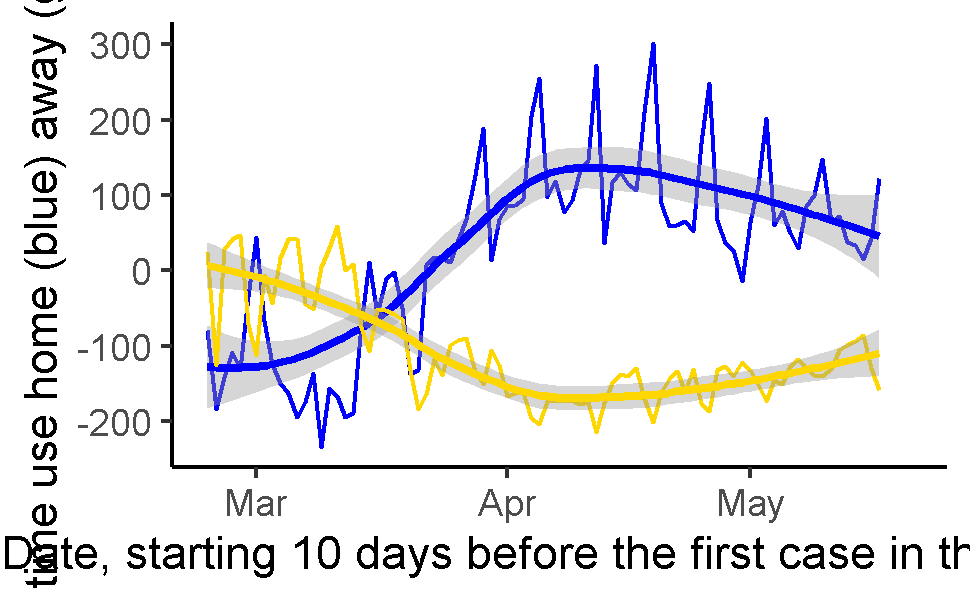 time use home (blue) away (
300
200
100
0
-100
-200
Mar Apr May
Date, starting 10 days before the first case in th